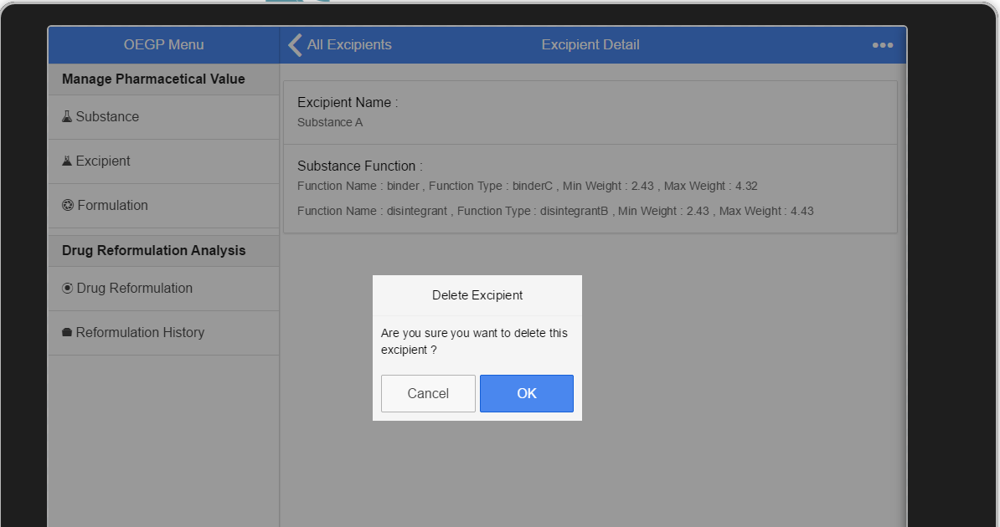 OEGP Menu
All Excipients
Excipient Detail
Manage Pharmacetical Value
Substance
Excipient
Formulation
Drug Reformulation Analysis
Drug Reformulation
Reformulation History
Excipient Name :
Substance A
Substance Function :
Function Name : binder , Function Type : binderC , Min Weight : 2.43 , Max Weight : 4.32
Function Name : disintegrant , Function Type : disintegrantB , Min Weight : 2.43 , Max Weight : 4.43
Delete Excipient
Are you sure you want to delete this
excipient ?
Cancel
OK